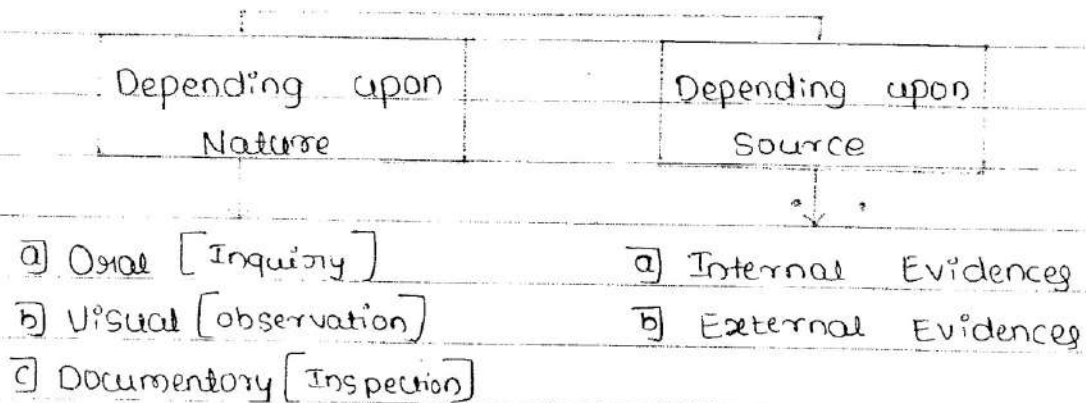 Depending upon
Nature
Depending upon
Source
a] Oral [Inquiry]
b] Visual [observation]
c] Documentory [Inspection]
a] Internal Evidences
b] External Evidences